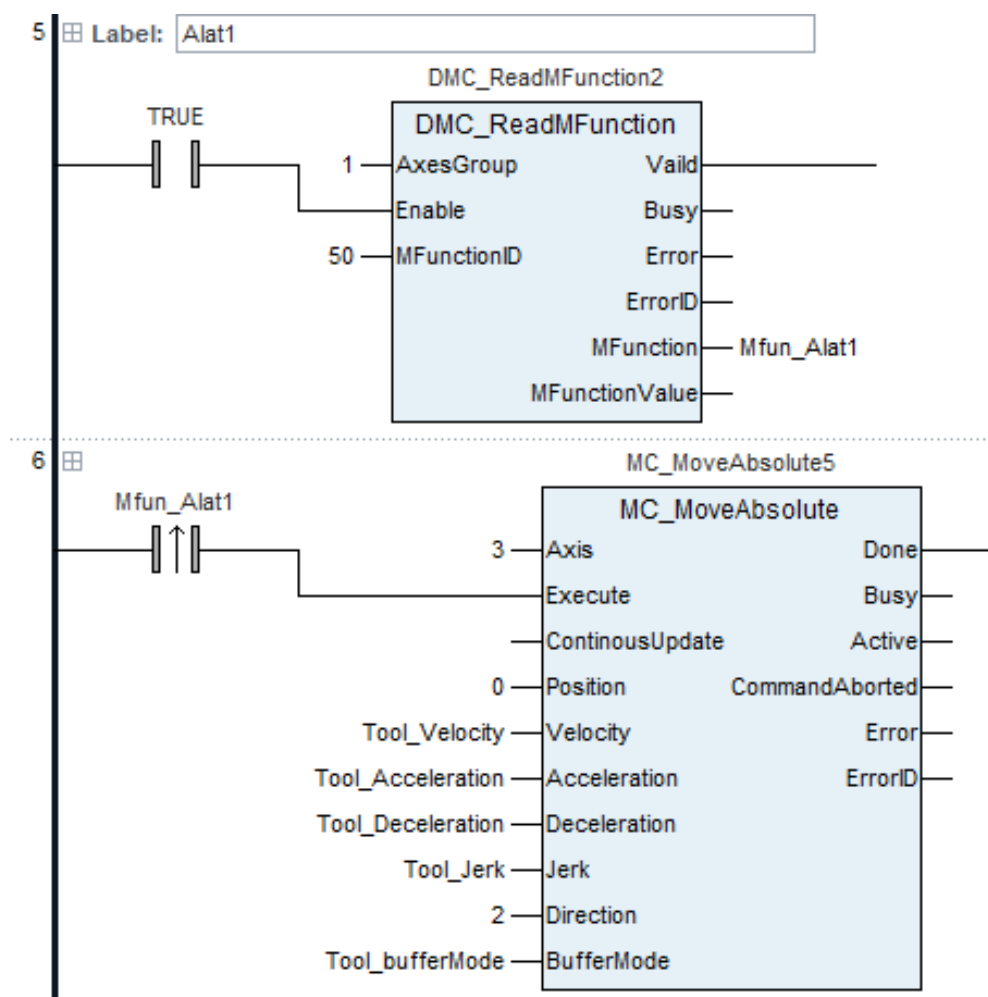 5 Label: Alat1
DMC_ReadMFunction2
TRUE DMC_ReadMFunction
1 AxesGroup Vaild
Enable Busy
50 MFunctionID Error
ErrorID
MFunction Mfun_Alat1
MFunctionValue
6 MC_MoveAbsolute5
Mfun_Alat1 MC_MoveAbsolute
3 Axis Done
Execute Busy
ContinousUpdate Active
0 Position CommandAborted
Tool_Velocity Velocity Error
Tool_Acceleration Acceleration ErrorID
Tool_Deceleration Deceleration
Tool_Jerk Jerk
2 Direction
Tool_bufferMode BufferMode